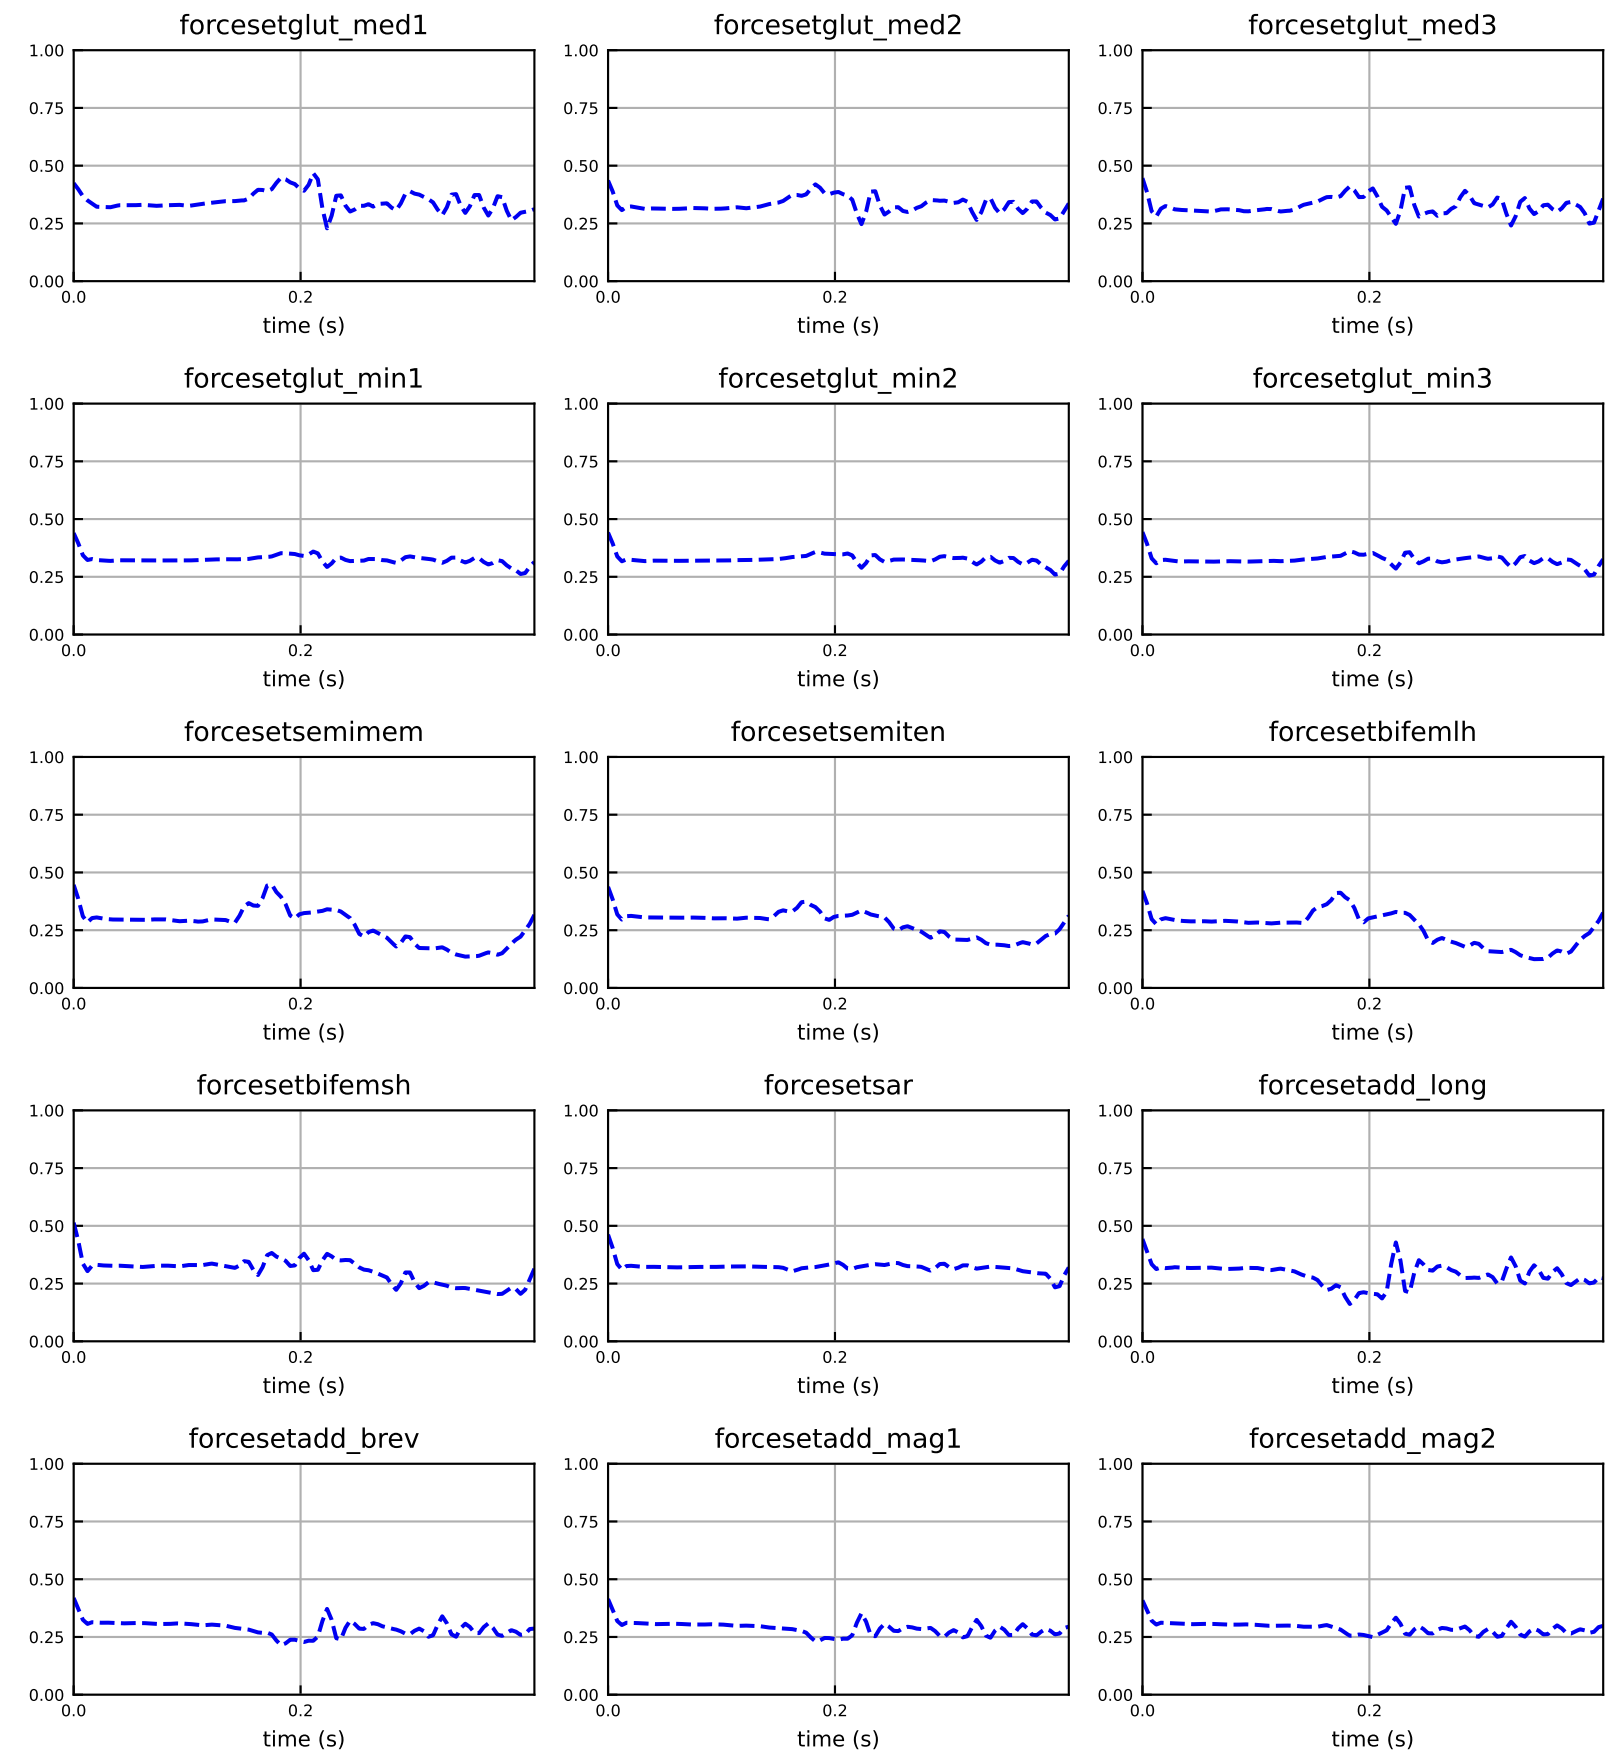 forcesetglut_med1 forcesetglut_med2 forcesetglut_med3
1.00 1.00 1.00
0.75 0.75 0.75
0.50 0.50 0.50
0.25 0.25 0.25
0.00 0.00 0.00
0.0 0.2 0.0 0.2 0.0 0.2
time (s) time (s) time (s)
forcesetglut_min1 forcesetglut_min2 forcesetglut_min3
1.00 1.00 1.00
0.75 0.75 0.75
0.50 0.50 0.50
0.25 0.25 0.25
0.00 0.00 0.00
0.0 0.2 0.0 0.2 0.0 0.2
time (s) time (s) time (s)
forcesetsemimem forcesetsemiten forcesetbifemlh
1.00 1.00 1.00
0.75 0.75 0.75
0.50 0.50 0.50
0.25 0.25 0.25
0.00 0.00 0.00
0.0 0.2 0.0 0.2 0.0 0.2
time (s) time (s) time (s)
forcesetbifemsh forcesetsar forcesetadd_long
1.00 1.00 1.00
0.75 0.75 0.75
0.50 0.50 0.50
0.25 0.25 0.25
0.00 0.00 0.00
0.0 0.2 0.0 0.2 0.0 0.2
time (s) time (s) time (s)
forcesetadd_brev forcesetadd_mag1 forcesetadd_mag2
1.00 1.00 1.00
0.75 0.75 0.75
0.50 0.50 0.50
0.25 0.25 0.25
0.00 0.00 0.00
0.0 0.2 0.0 0.2 0.0 0.2
time (s) time (s) time (s)